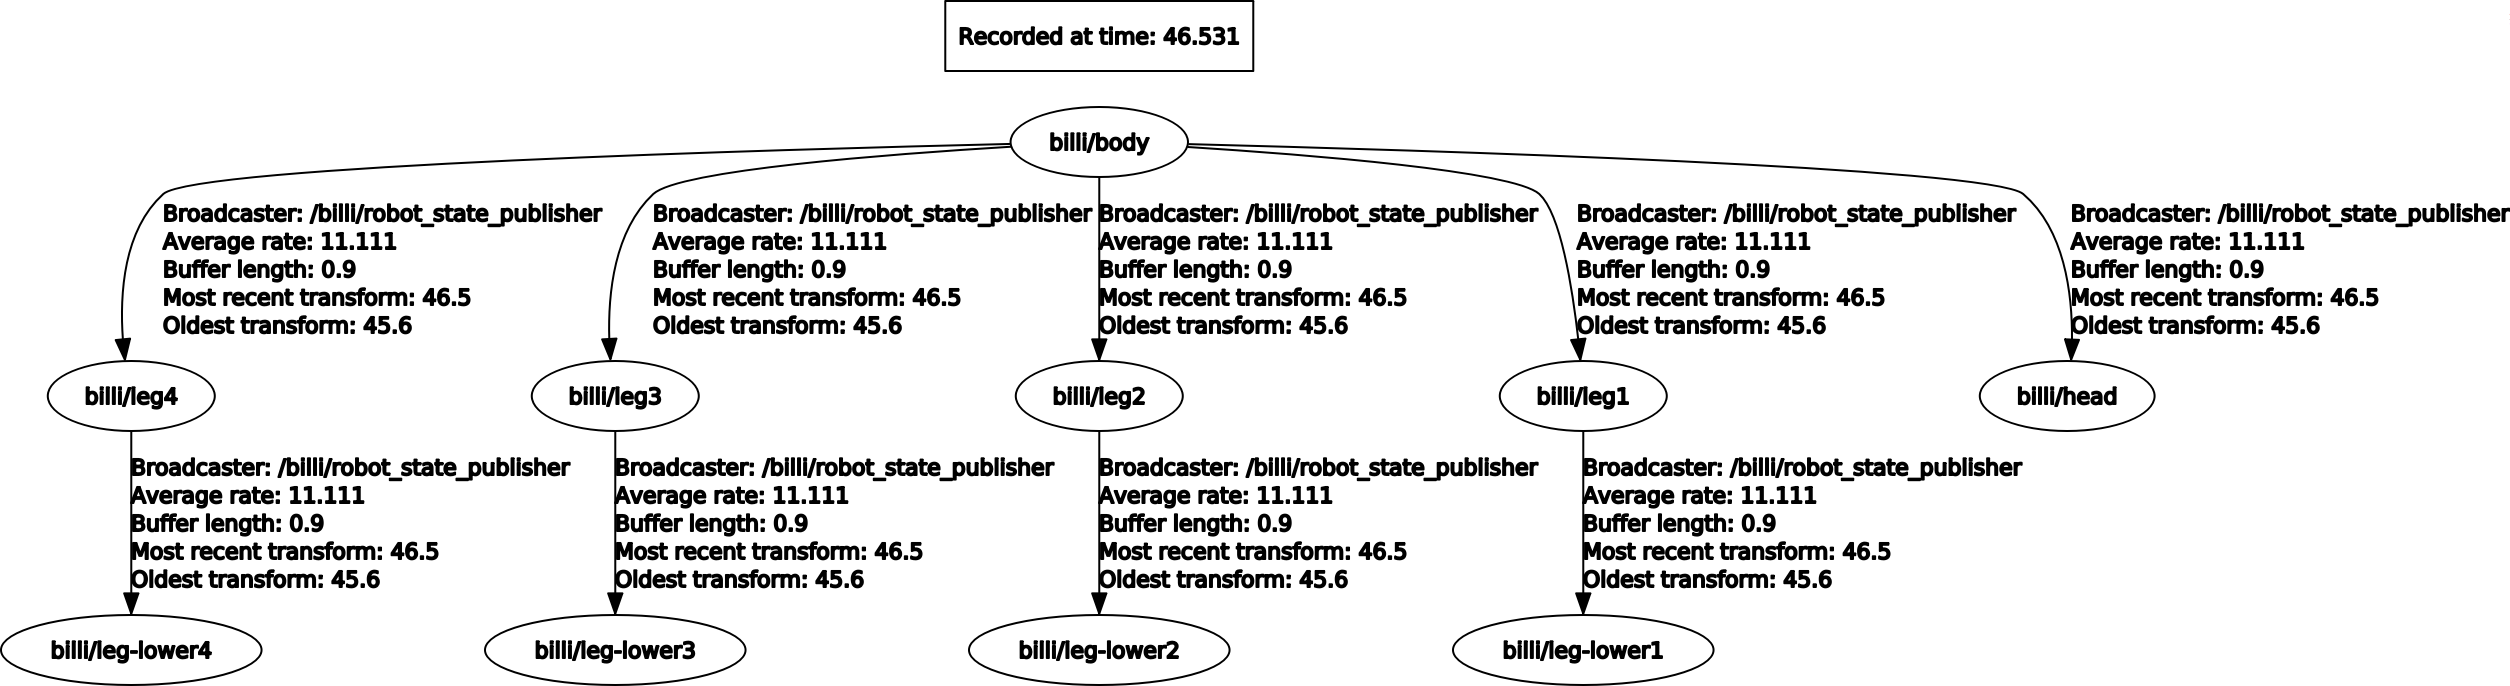 Recorded at time: 46.531
billi/body
Broadcaster: /billi/robot_state_publisher
Average rate: 11.111
Buffer length: 0.9
Most recent transform: 46.5
Oldest transform: 45.6
Broadcaster: /billi/robot_state_publisher
Average rate: 11.111
Buffer length: 0.9
Most recent transform: 46.5
Oldest transform: 45.6
Broadcaster: /billi/robot_state_publisher
Average rate: 11.111
Buffer length: 0.9
Most recent transform: 46.5
Oldest transform: 45.6
Broadcaster: /billi/robot_state_publisher
Average rate: 11.111
Buffer length: 0.9
Most recent transform: 46.5
Oldest transform: 45.6
Broadcaster: /billi/robot_state_publisher
Average rate: 11.111
Buffer length: 0.9
Most recent transform: 46.5
Oldest transform: 45.6
billi/leg4
billi/leg3
billi/leg2
billi/leg1
billi/head
Broadcaster: /billi/robot_state_publisher
Average rate: 11.111
Buffer length: 0.9
Most recent transform: 46.5
Oldest transform: 45.6
Broadcaster: /billi/robot_state_publisher
Average rate: 11.111
Buffer length: 0.9
Most recent transform: 46.5
Oldest transform: 45.6
Broadcaster: /billi/robot_state_publisher
Average rate: 11.111
Buffer length: 0.9
Most recent transform: 46.5
Oldest transform: 45.6
Broadcaster: /billi/robot_state_publisher
Average rate: 11.111
Buffer length: 0.9
Most recent transform: 46.5
Oldest transform: 45.6
billi/leg-lower4
billi/leg-lower3
billi/leg-lower2
billi/leg-lower1